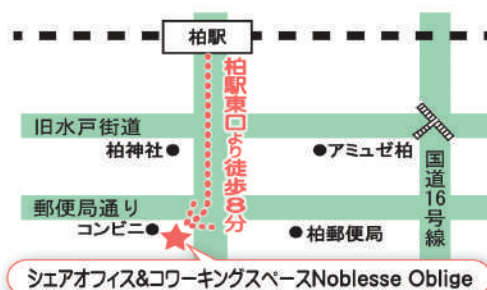 柏駅
柏駅東口より徒歩8分
旧水戸街道
柏神社
アミュゼ柏
国道16号線
郵便局通り
コンビニ
柏郵便局
シェアオフィス&コワーキングスペースNoblesse Oblige